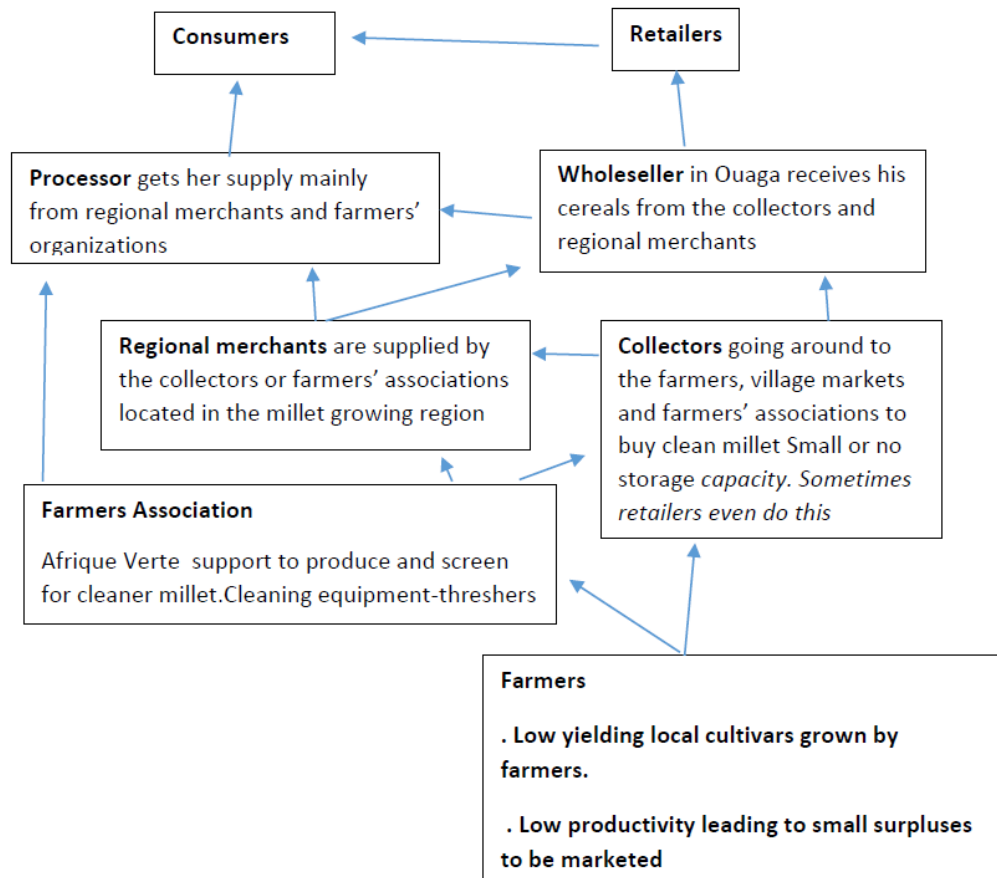 Consumers
Retailers
Processor gets her supply mainly
from regional merchants and farmers’
organizations
Wholeseller in Ouaga receives his
cereals from the collectors and
regional merchants
Regional merchants are supplied by
the collectors or farmers’ associations
located in the millet growing region
Collectors going around to
the farmers, village markets
and farmers’ associations to
buy clean millet Small or no
storage capacity. Sometimes
retailers even do this
Farmers Association
Afrique Verte  support to produce and screen
for cleaner millet.Cleaning equipment-threshers
Farmers
. Low yielding local cultivars grown by
farmers.
. Low productivity leading to small surpluses
to be marketed